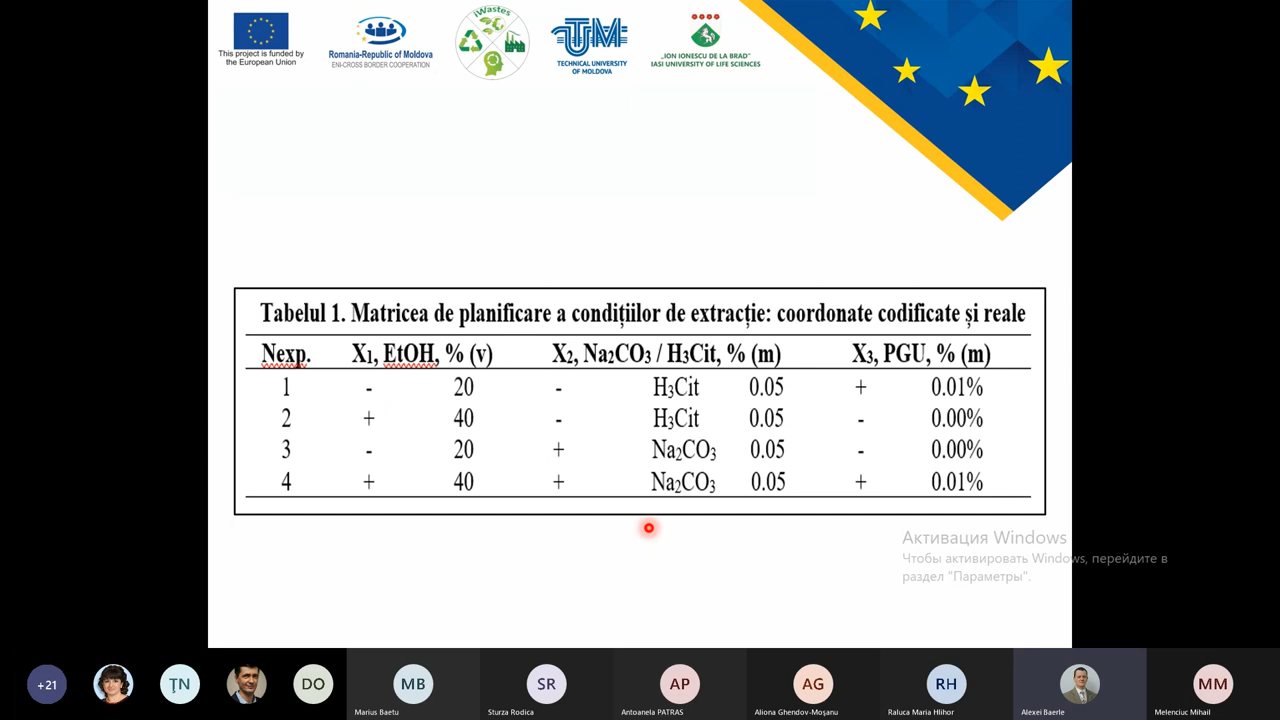 This project is funded by
the European Union
Romania-Republic of Moldova
ENI-CROSS BORDER COOPERATION
iWastes
UTM
TECHNICAL UNIVERSITY
OF MOLDOVA
„ION IONESCU DE LA BRAD”
IASI UNIVERSITY OF LIFE SCIENCES
Tabelul 1. Matricea de planificare a condițiilor de extracție: coordonate codificate și reale
Nexp. X₁, EtOH, % (v) X₂, Na₂CO₃ / H₃Cit, % (m) X₃, PGU, % (m)
1 - 20 - H₃Cit 0.05 + 0.01%
2 + 40 - H₃Cit 0.05 - 0.00%
3 - 20 + Na₂CO₃ 0.05 - 0.00%
4 + 40 + Na₂CO₃ 0.05 + 0.01%
Активация Windows
Чтобы активировать Windows, перейдите в
раздел "Параметры".
+21 ŢN DO MB SR AP AG RH MM
Marius Baetu Sturza Rodica Antoanela PATRAS Aliona Ghendov-Moşanu Raluca Maria Hlihor Alexei Baerle Melenciuc Mihail